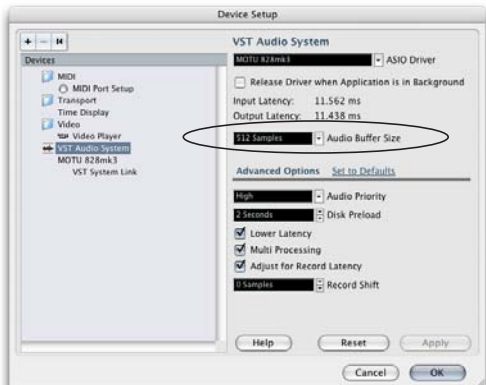 Device Setup
+ − |◀
Devices
MIDI
MIDI Port Setup
Transport
Time Display
Video
Video Player
VST Audio System
MOTU 828mk3
VST System Link
VST Audio System
MOTU 828mk3 ASIO Driver
Release Driver when Application is in Background
Input Latency: 11.562 ms
Output Latency: 11.438 ms
512 Samples Audio Buffer Size
Advanced Options Set to Defaults
High Audio Priority
2 Seconds Disk Preload
Lower Latency
Multi Processing
Adjust for Record Latency
0 Samples Record Shift
Help Reset Apply
Cancel OK